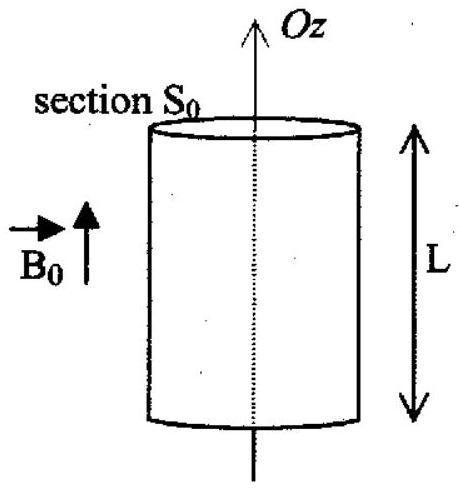 Oz
section S₀
B₀
L